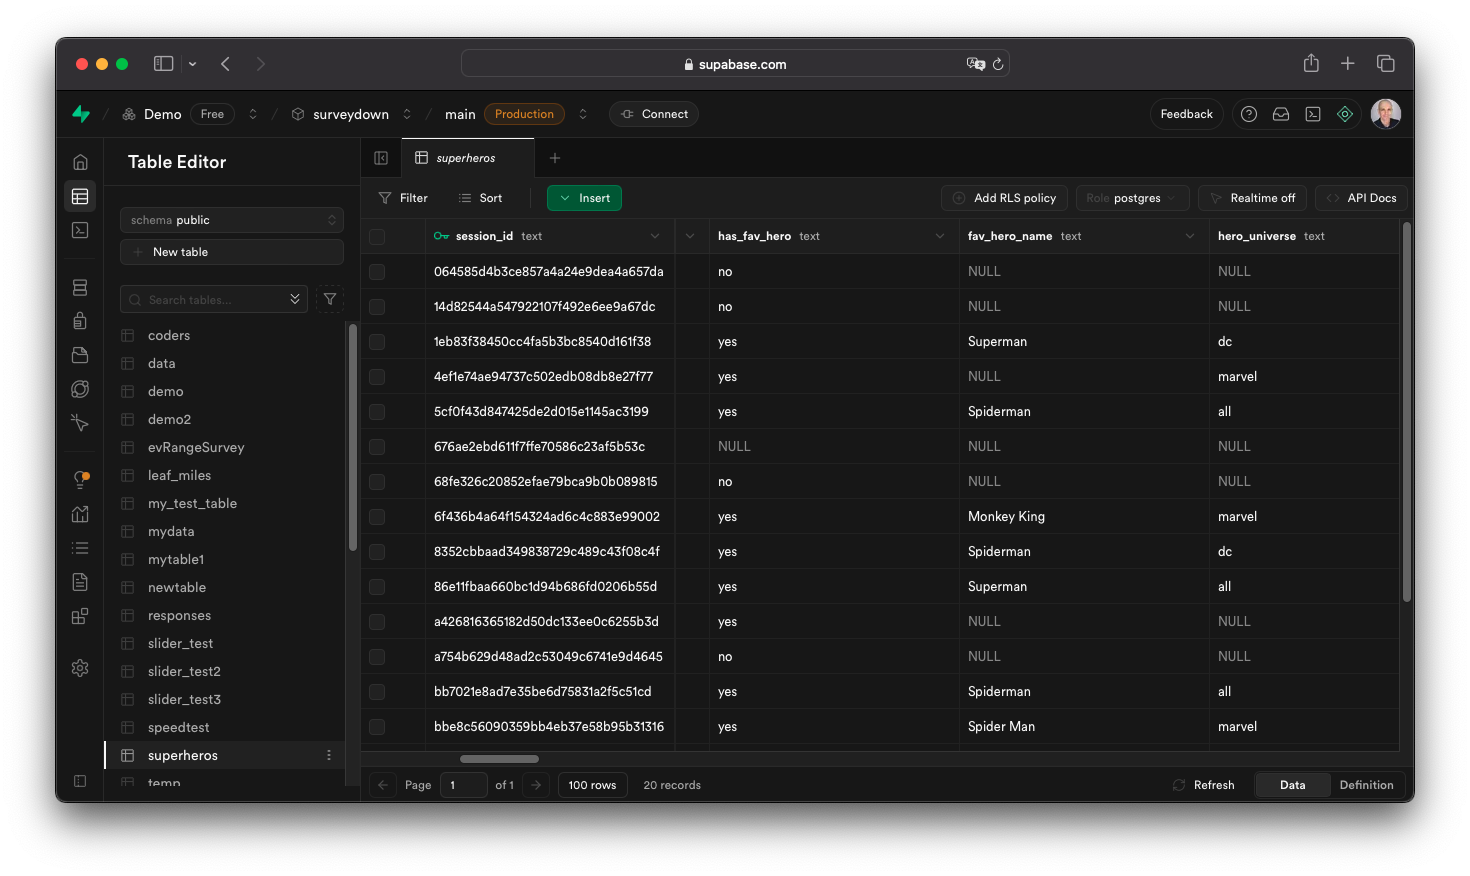 supabase.com
Demo Free surveydown main Production Connect Feedback
Table Editor
superheros
Filter Sort Insert Add RLS policy Role postgres Realtime off API Docs
schema public
New table
Search tables...
coders
data
demo
demo2
evRangeSurvey
leaf_miles
my_test_table
mydata
mytable1
newtable
responses
slider_test
slider_test2
slider_test3
speedtest
superheros
temp
session_id text has_fav_hero text fav_hero_name text hero_universe text
064585d4b3ce857a4a24e9dea4a657da no NULL NULL
14d82544a547922107f492e6ee9a67dc no NULL NULL
1eb83f38450cc4fa5b3bc8540d161f38 yes Superman dc
4ef1e74ae94737c502edb08db8e27f77 yes NULL marvel
5cf0f43d847425de2d015e1145ac3199 yes Spiderman all
676ae2ebd611f7ffe70586c23af5b53c NULL NULL NULL
68fe326c20852efae79bca9b0b089815 no NULL NULL
6f436b4a64f154324ad6c4c883e99002 yes Monkey King marvel
8352cbbaad349838729c489c43f08c4f yes Spiderman dc
86e11fbaa660bc1d94b686fd0206b55d yes Superman all
a426816365182d50dc133ee0c6255b3d yes NULL NULL
a754b629d48ad2c53049c6741e9d4645 no NULL NULL
bb7021e8ad7e35be6d75831a2f5c51cd yes Spiderman all
bbe8c56090359bb4eb37e58b95b31316 yes Spider Man marvel
Page 1 of 1 100 rows 20 records Refresh Data Definition